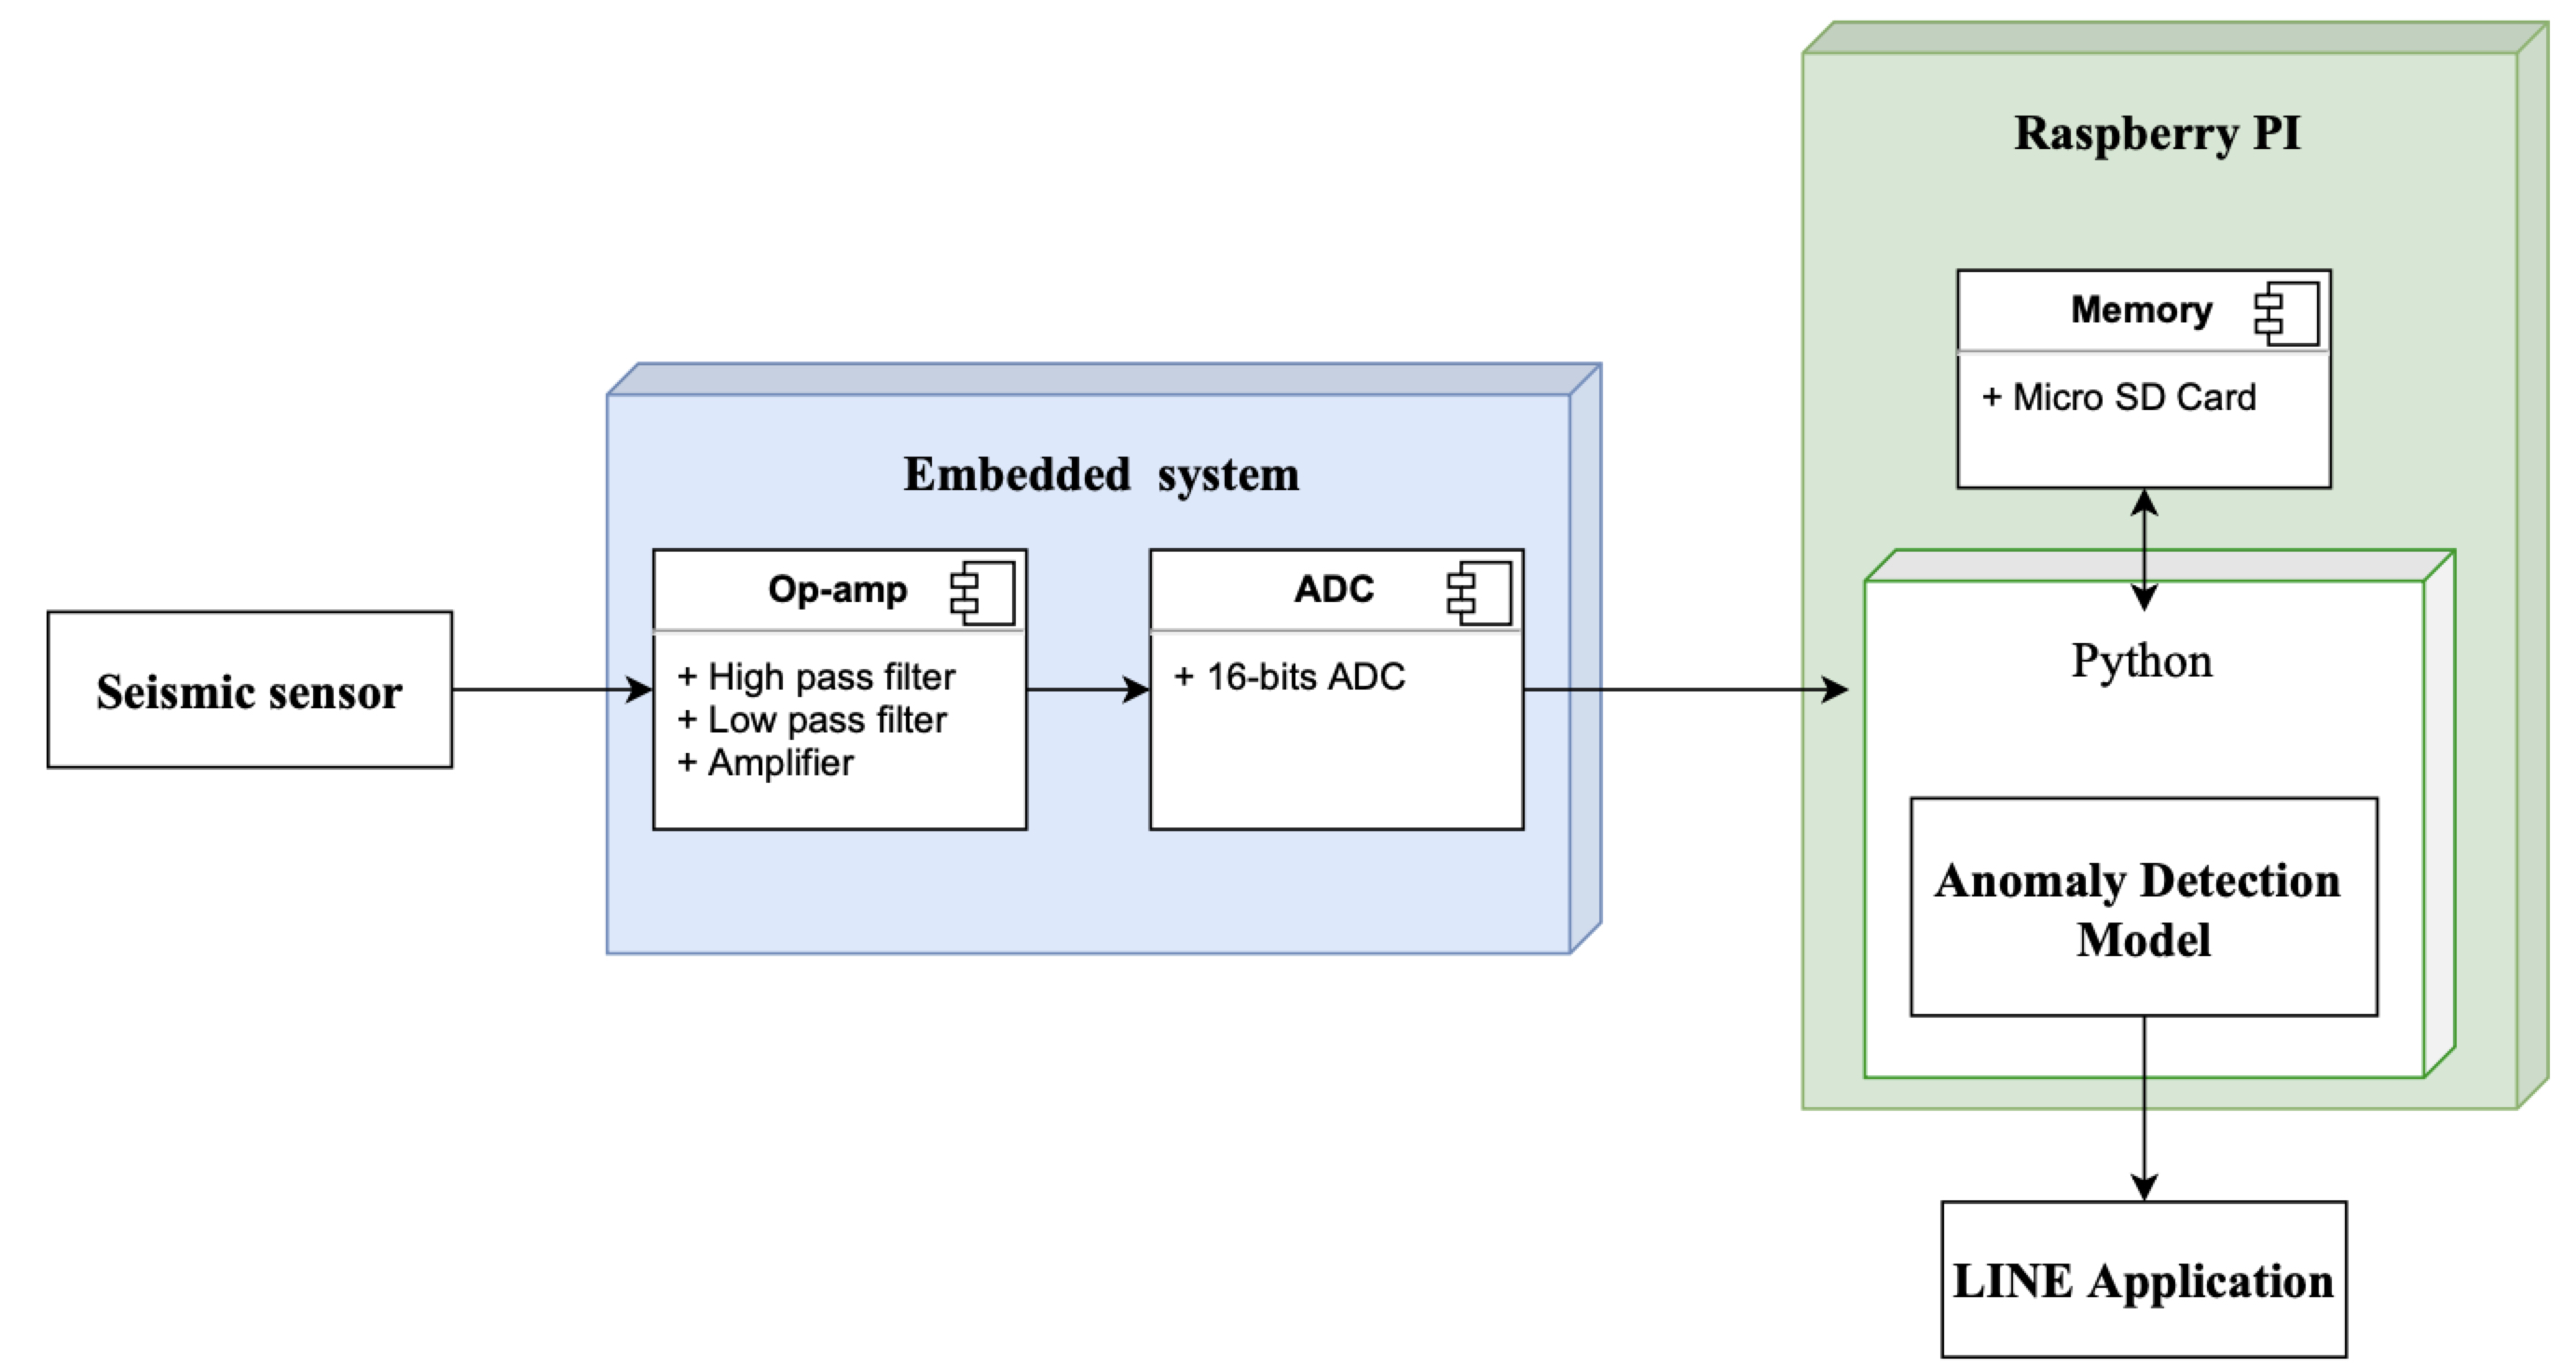 Raspberry PI
Memory
+ Micro SD Card
Embedded system
Op-amp
+ High pass filter
+ Low pass filter
+ Amplifier
ADC
+ 16-bits ADC
Seismic sensor
Python
Anomaly Detection
Model
LINE Application